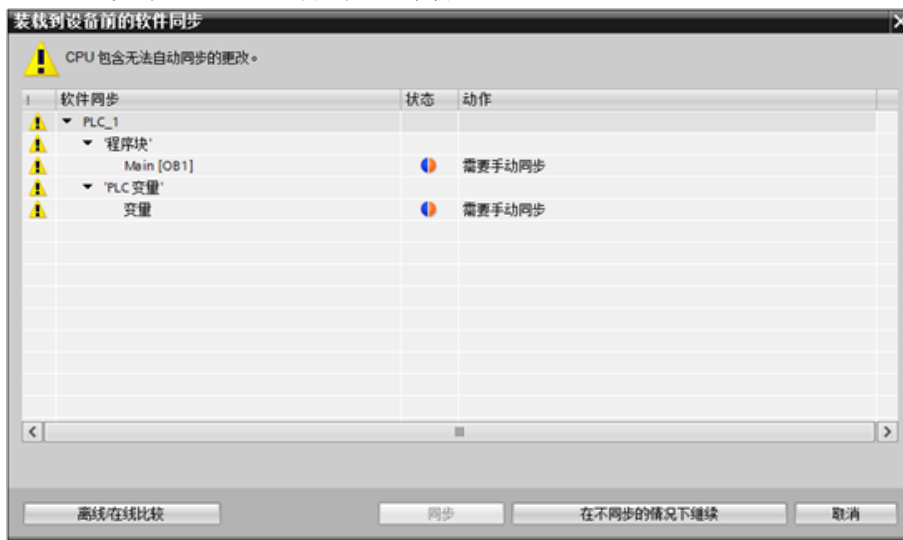 装载到设备前的软件同步
CPU 包含无法自动同步的更改。
! 软件同步 状态 动作
PLC_1
'程序块'
Main [OB1] 需要手动同步
'PLC 变量'
变量 需要手动同步
离线/在线比较 同步 在不同步的情况下继续 取消